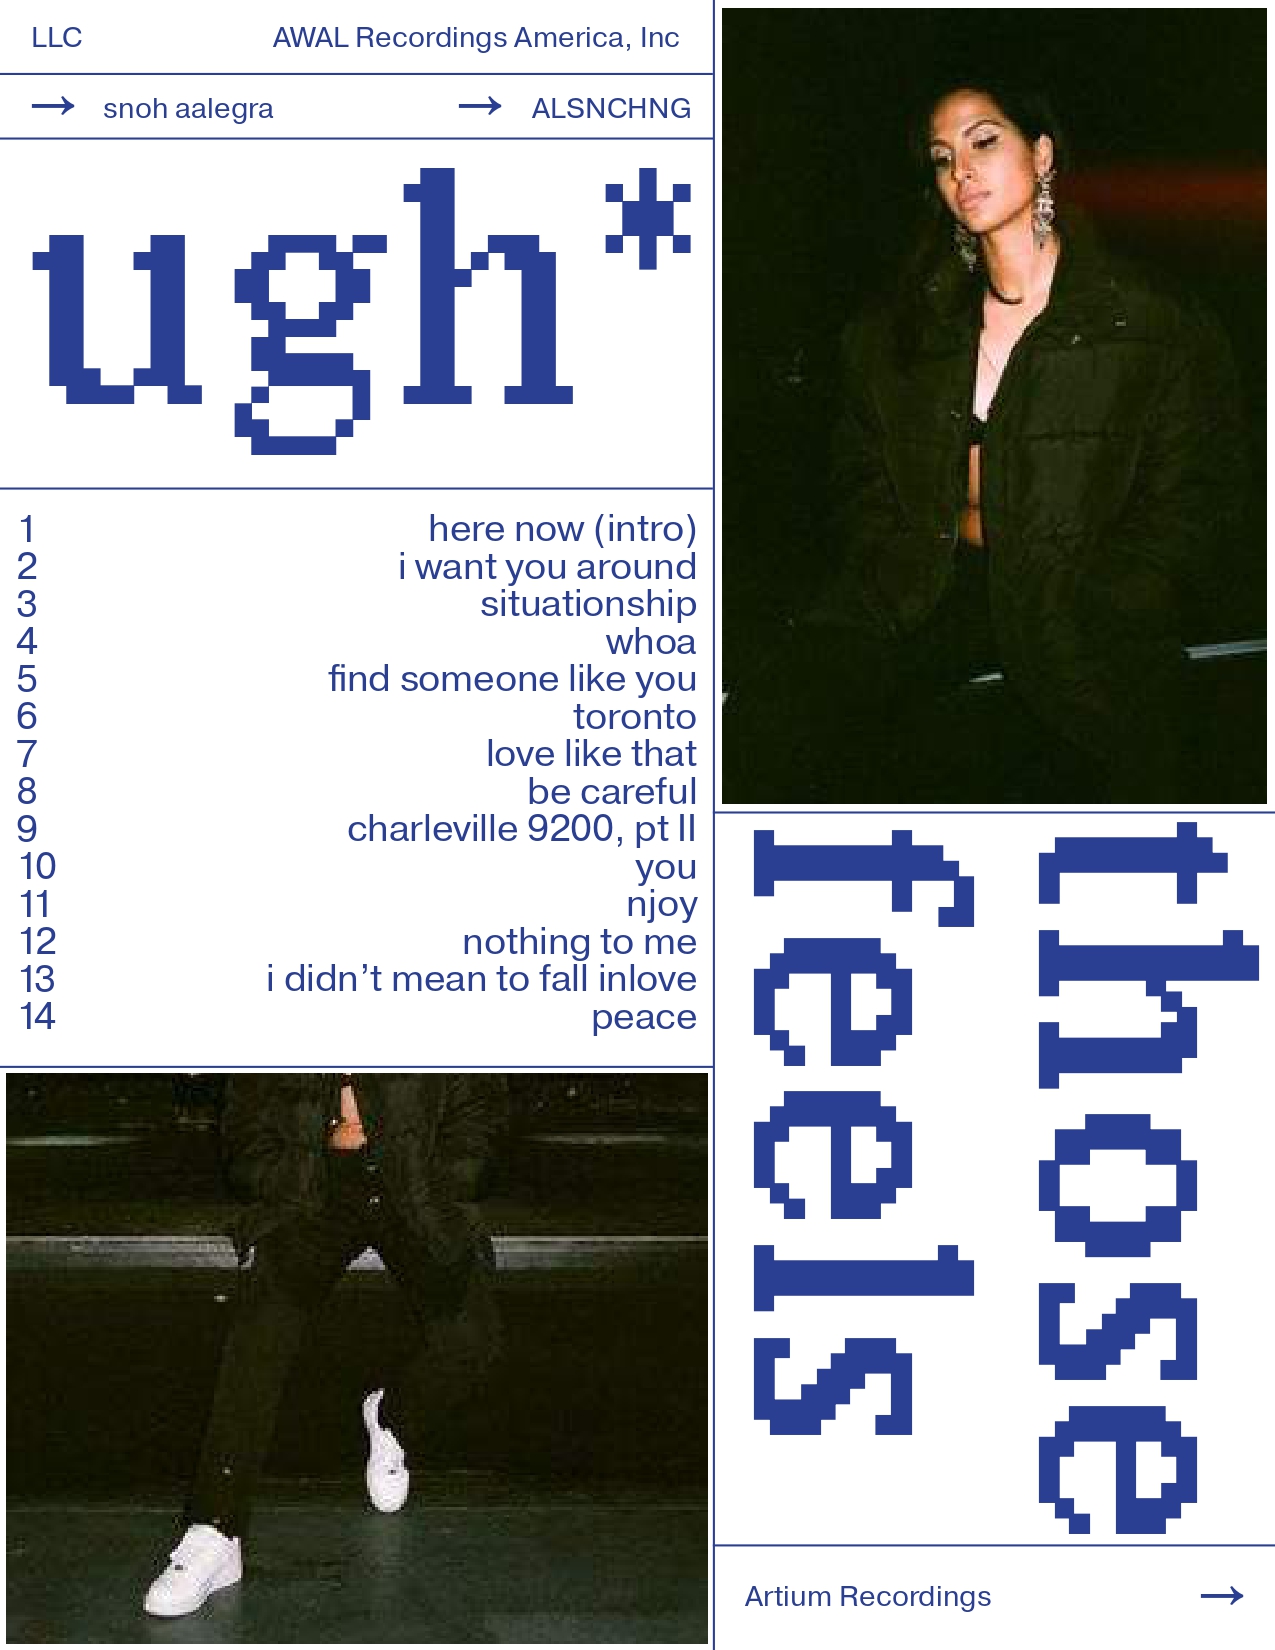 LLC
AWAL Recordings America, Inc
→ snoh aalegra
→ ALSNCHNG
ugh*
1 here now (intro)
2 i want you around
3 situationship
4 whoa
5 find someone like you
6 toronto
7 love like that
8 be careful
9 charleville 9200, pt II
10 you
11 njoy
12 nothing to me
13 i didn’t mean to fall inlove
14 peace
those
feels
Artium Recordings →